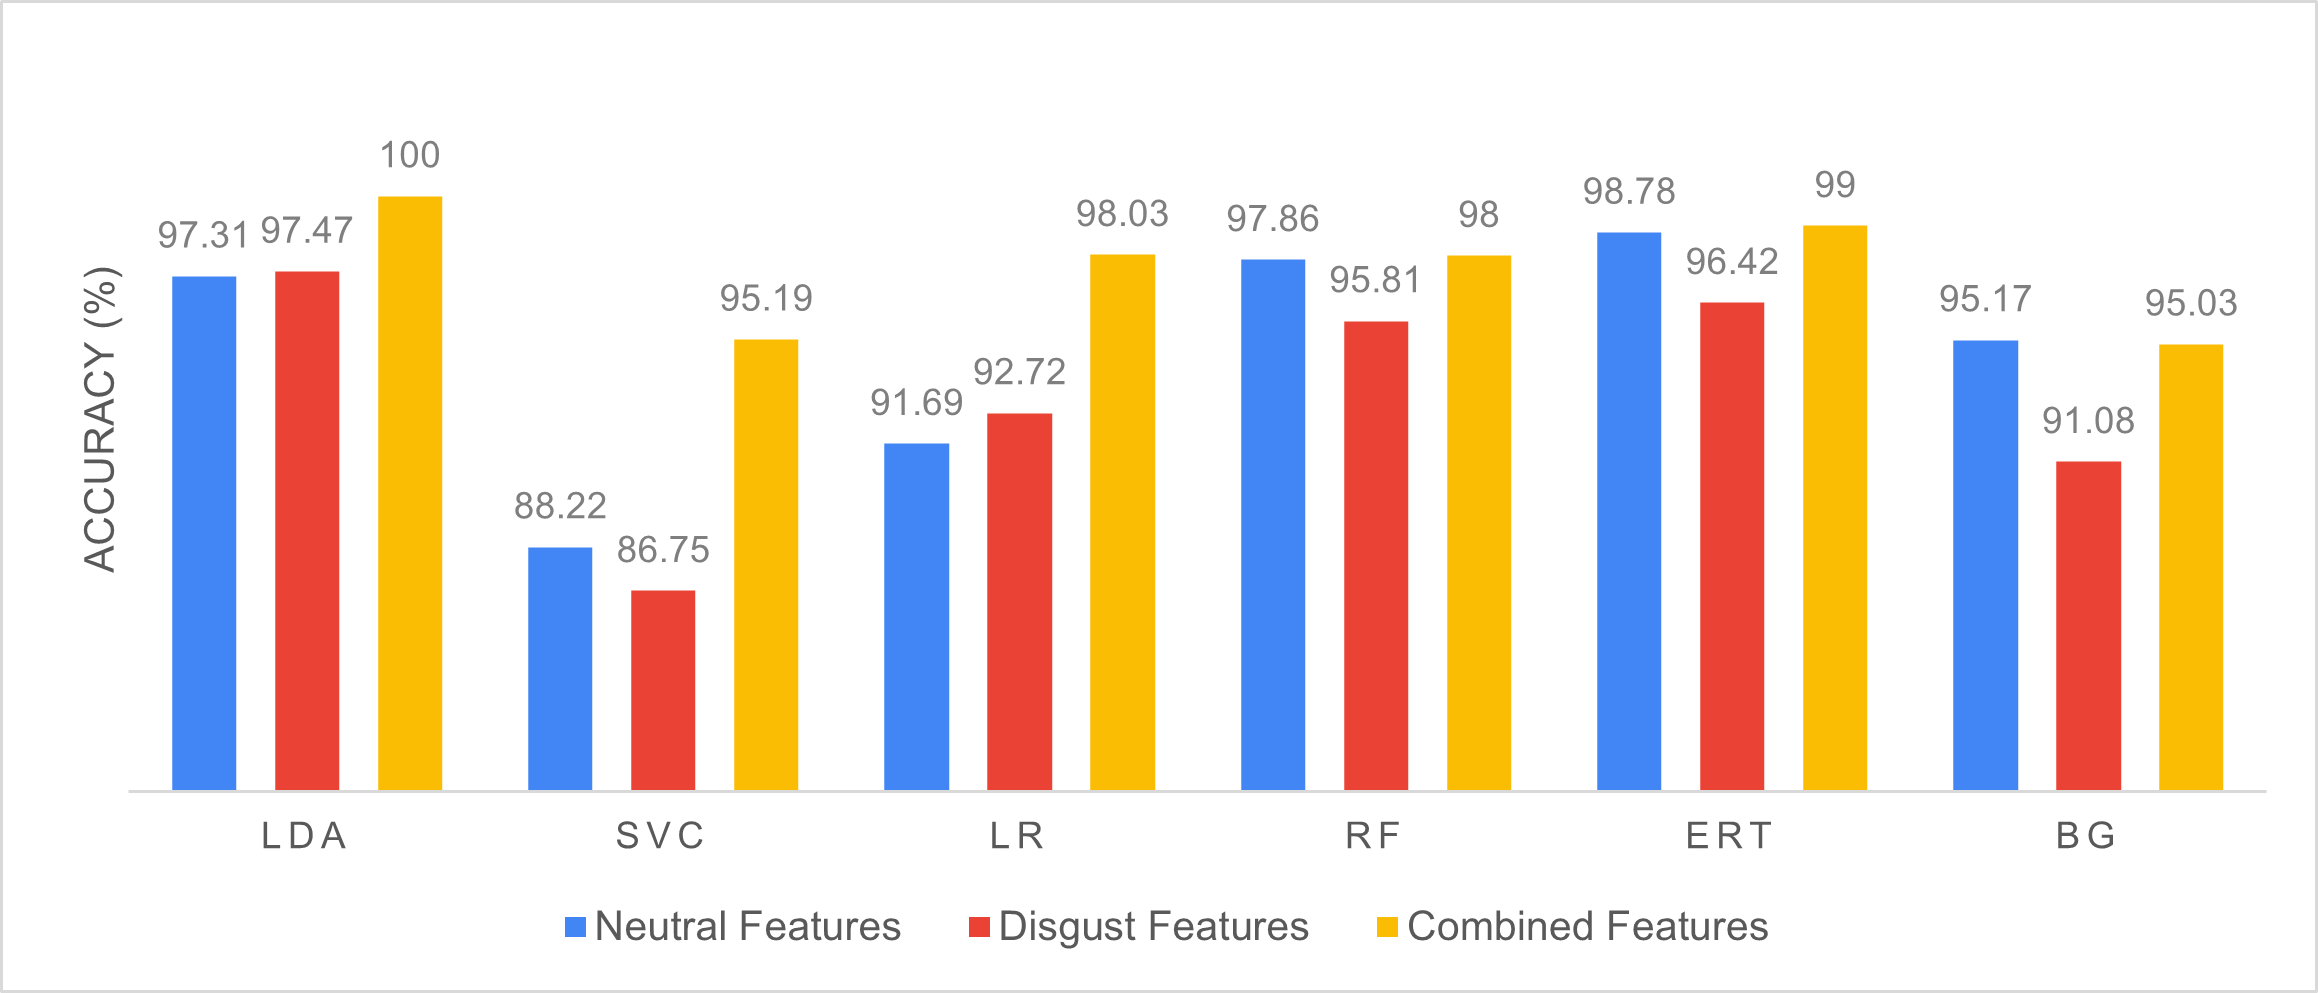 ACCURACY (%)
97.31 97.47 100
88.22 86.75 95.19
91.69 92.72 98.03
97.86 95.81 98
98.78 96.42 99
95.17 91.08 95.03
LDA SVC LR RF ERT BG
Neutral Features Disgust Features Combined Features